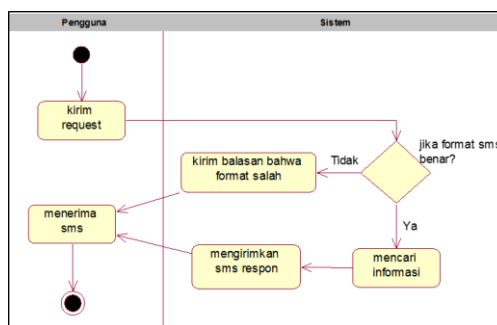 Pengguna
Sistem
kirim
request
jika format sms
benar?
Tidak
kirim balasan bahwa
format salah
menerima
sms
Ya
mengirimkan
sms respon
mencari
informasi